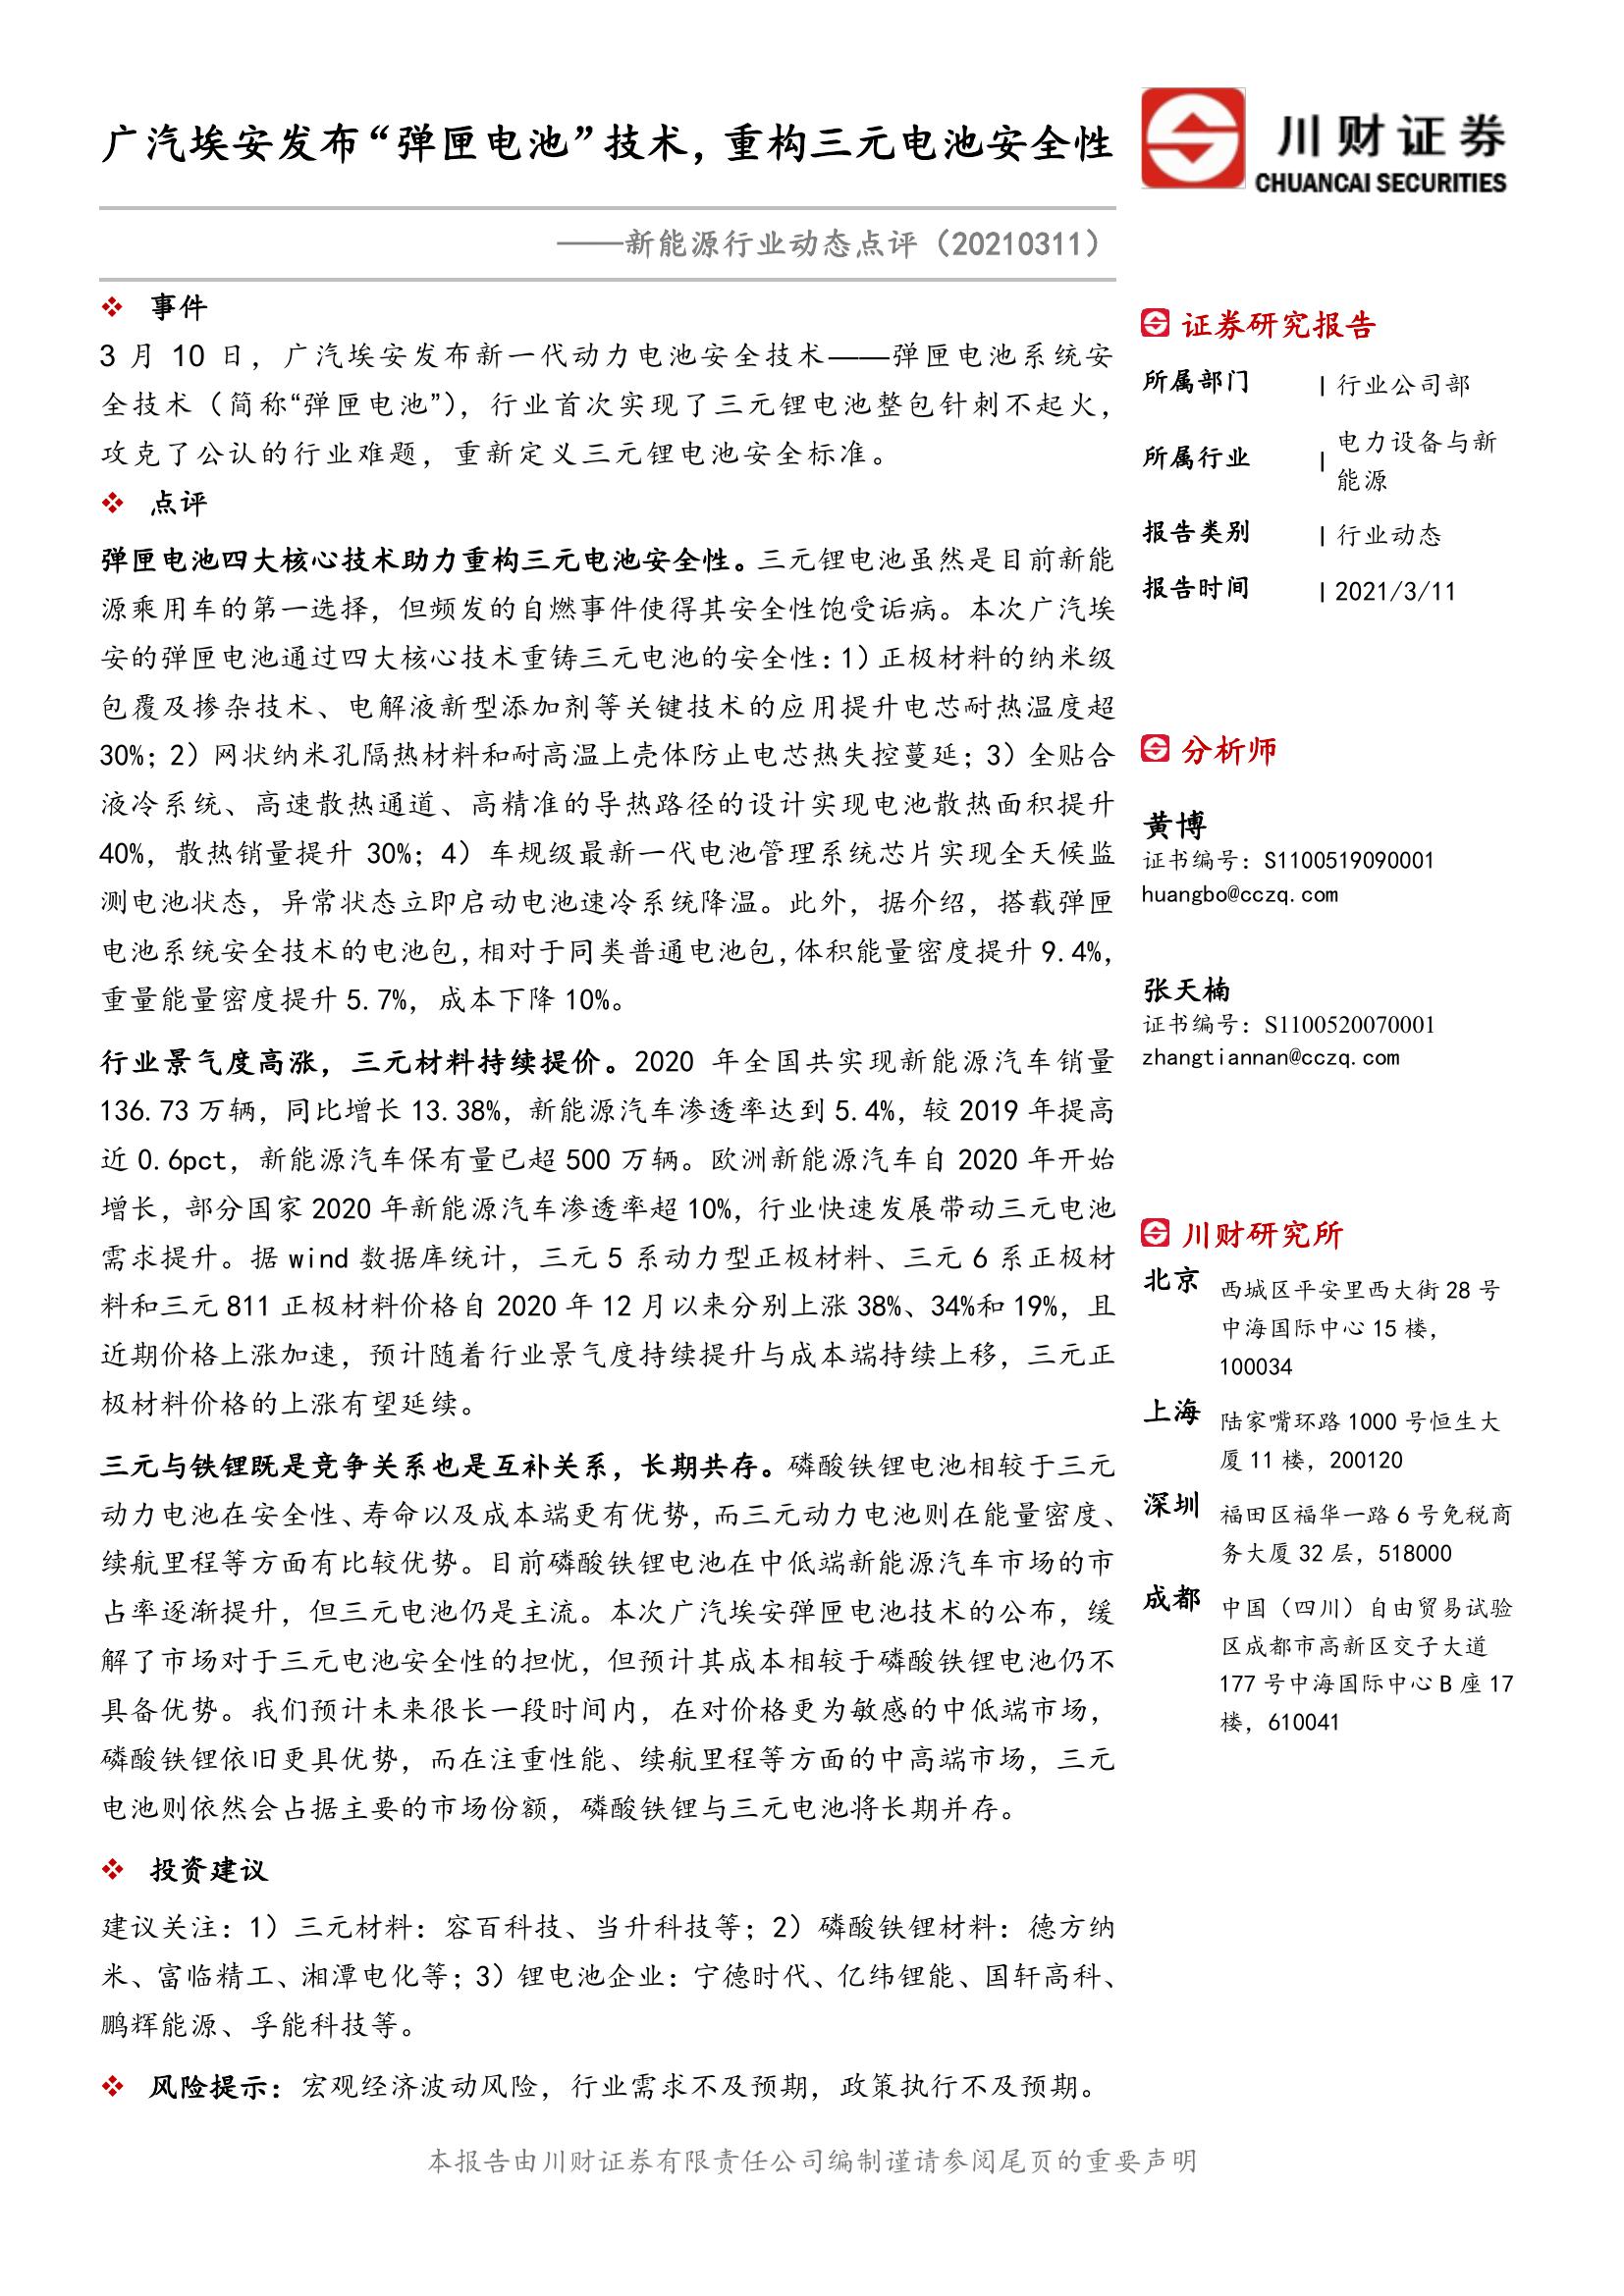 广汽埃安发布“弹匣电池”技术，重构三元电池安全性
川财证券
CHUANCAI SECURITIES
——新能源行业动态点评（20210311）
❖ 事件
3 月 10 日，广汽埃安发布新一代动力电池安全技术——弹匣电池系统安
全技术（简称“弹匣电池”），行业首次实现了三元锂电池整包针刺不起火，
攻克了公认的行业难题，重新定义三元锂电池安全标准。
❖ 点评
弹匣电池四大核心技术助力重构三元电池安全性。三元锂电池虽然是目前新能
源乘用车的第一选择，但频发的自燃事件使得其安全性饱受诟病。本次广汽埃
安的弹匣电池通过四大核心技术重铸三元电池的安全性：1）正极材料的纳米级
包覆及掺杂技术、电解液新型添加剂等关键技术的应用提升电芯耐热温度超
30%；2）网状纳米孔隔热材料和耐高温上壳体防止电芯热失控蔓延；3）全贴合
液冷系统、高速散热通道、高精准的导热路径的设计实现电池散热面积提升
40%，散热销量提升 30%；4）车规级最新一代电池管理系统芯片实现全天候监
测电池状态，异常状态立即启动电池速冷系统降温。此外，据介绍，搭载弹匣
电池系统安全技术的电池包，相对于同类普通电池包，体积能量密度提升 9.4%，
重量能量密度提升 5.7%，成本下降 10%。
行业景气度高涨，三元材料持续提价。2020 年全国共实现新能源汽车销量
136.73 万辆，同比增长 13.38%，新能源汽车渗透率达到 5.4%，较 2019 年提高
近 0.6pct，新能源汽车保有量已超 500 万辆。欧洲新能源汽车自 2020 年开始
增长，部分国家 2020 年新能源汽车渗透率超 10%，行业快速发展带动三元电池
需求提升。据 wind 数据库统计，三元 5 系动力型正极材料、三元 6 系正极材
料和三元 811 正极材料价格自 2020 年 12 月以来分别上涨 38%、34%和 19%，且
近期价格上涨加速，预计随着行业景气度持续提升与成本端持续上移，三元正
极材料价格的上涨有望延续。
三元与铁锂既是竞争关系也是互补关系，长期共存。磷酸铁锂电池相较于三元
动力电池在安全性、寿命以及成本端更有优势，而三元动力电池则在能量密度、
续航里程等方面有比较优势。目前磷酸铁锂电池在中低端新能源汽车市场的市
占率逐渐提升，但三元电池仍是主流。本次广汽埃安弹匣电池技术的公布，缓
解了市场对于三元电池安全性的担忧，但预计其成本相较于磷酸铁锂电池仍不
具备优势。我们预计未来很长一段时间内，在对价格更为敏感的中低端市场，
磷酸铁锂依旧更具优势，而在注重性能、续航里程等方面的中高端市场，三元
电池则依然会占据主要的市场份额，磷酸铁锂与三元电池将长期并存。
❖ 投资建议
建议关注：1）三元材料：容百科技、当升科技等；2）磷酸铁锂材料：德方纳
米、富临精工、湘潭电化等；3）锂电池企业：宁德时代、亿纬锂能、国轩高科、
鹏辉能源、孚能科技等。
❖ 风险提示：宏观经济波动风险，行业需求不及预期，政策执行不及预期。
证券研究报告
所属部门 | 行业公司部
所属行业 | 电力设备与新
能源
报告类别 | 行业动态
报告时间 | 2021/3/11
分析师
黄博
证书编号：S1100519090001
huangbo@cczq.com
张天楠
证书编号：S1100520070001
zhangtiannan@cczq.com
川财研究所
北京 西城区平安里西大街 28 号
中海国际中心 15 楼，
100034
上海 陆家嘴环路 1000 号恒生大
厦 11 楼，200120
深圳 福田区福华一路 6 号免税商
务大厦 32 层，518000
成都 中国（四川）自由贸易试验
区成都市高新区交子大道
177 号中海国际中心 B 座 17
楼，610041
本报告由川财证券有限责任公司编制谨请参阅尾页的重要声明